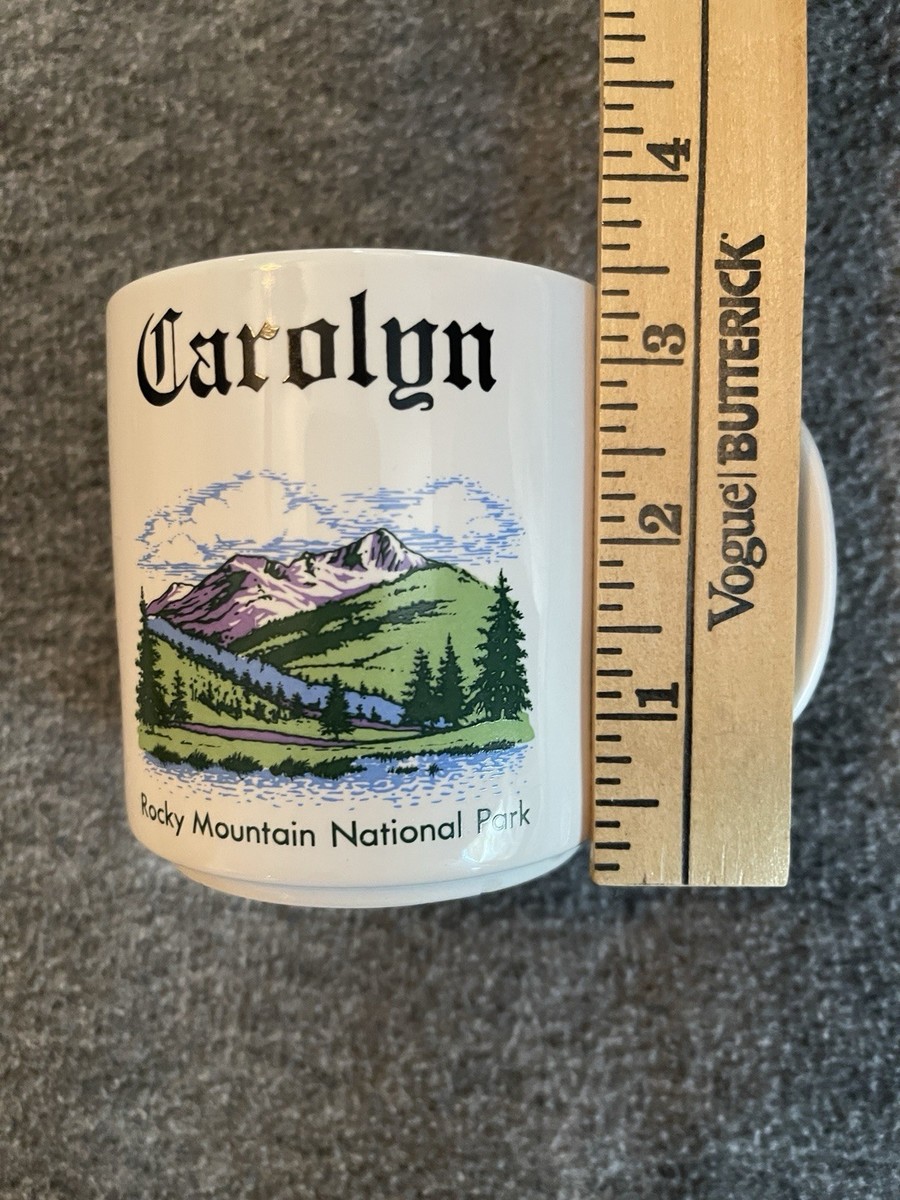 Carolyn
Rocky Mountain National Park
4
3
2
1
Vogue|BUTTERICK